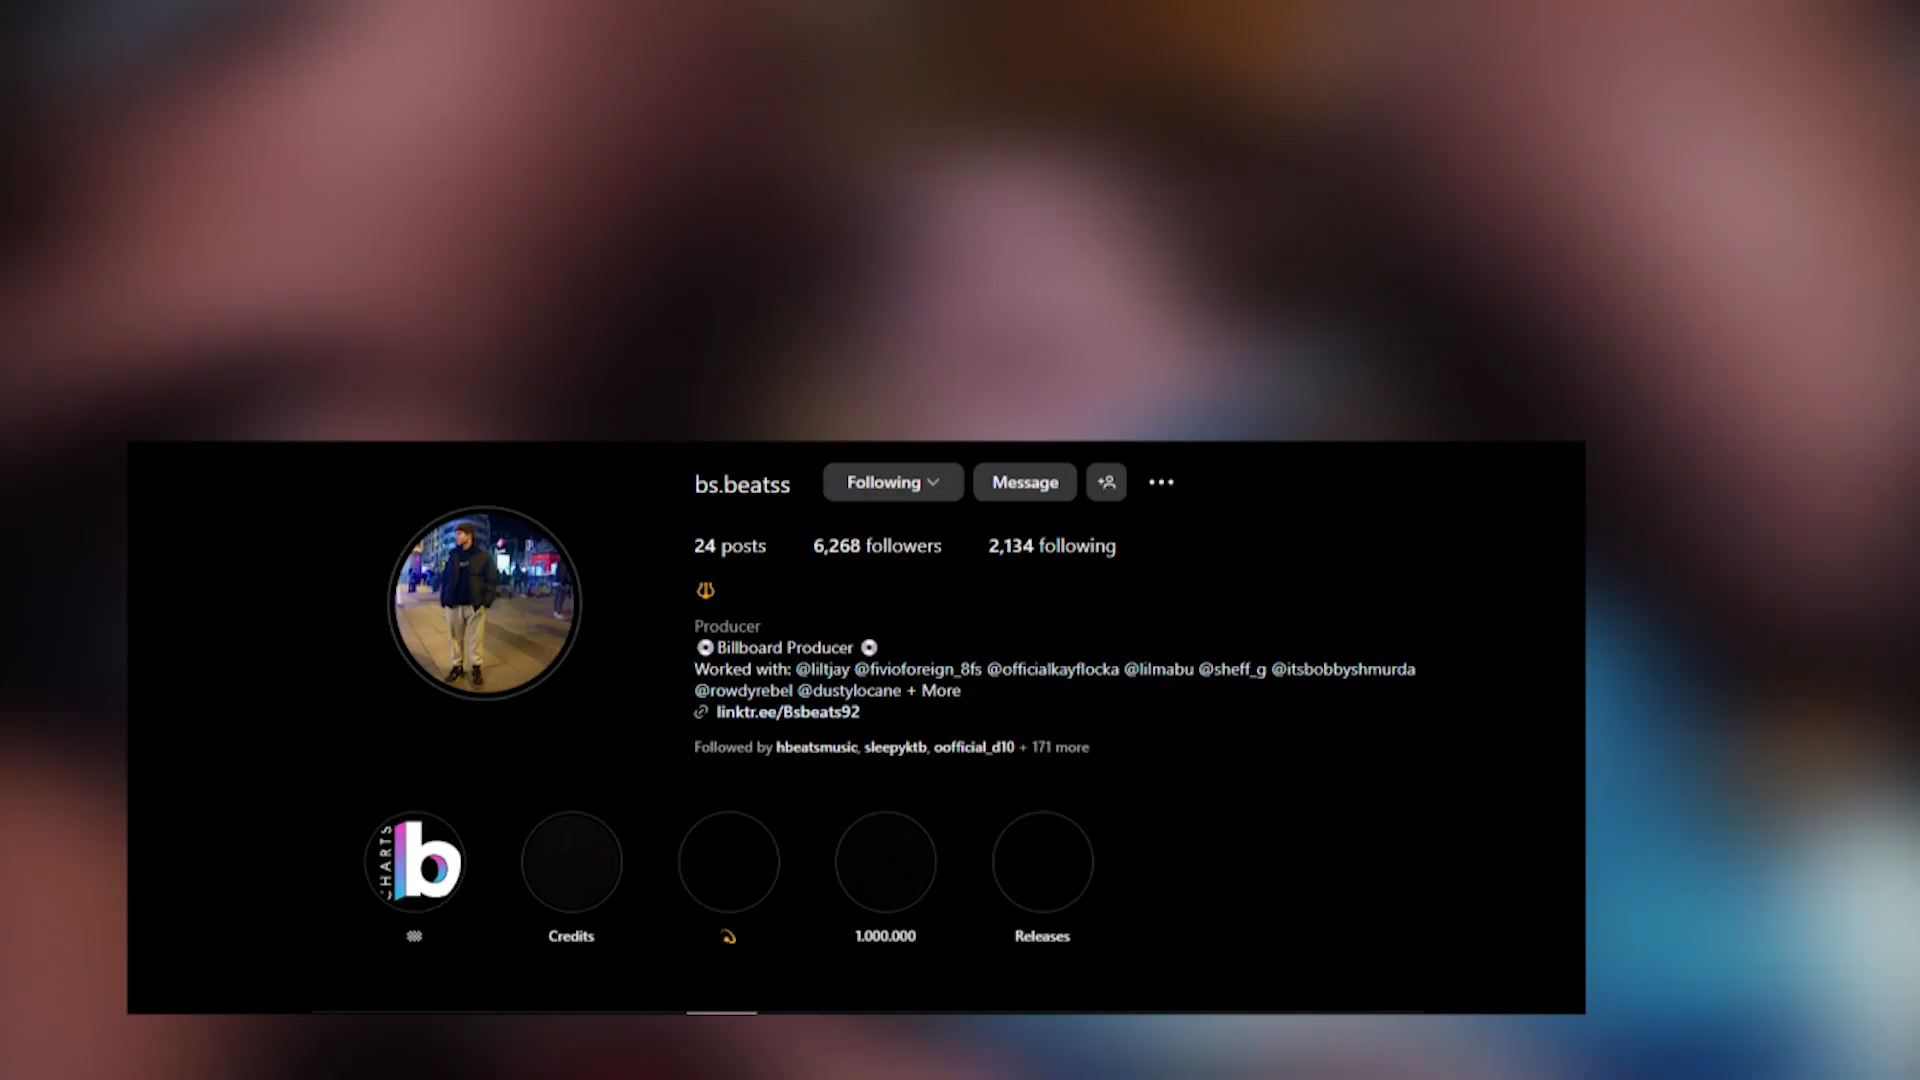 bs.beatss Following Message
24 posts 6,268 followers 2,134 following
Producer
Billboard Producer
Worked with: @liltjay @fivioforeign_8fs @officialkayflocka @lilmabu @sheff_g @itsbobbyshmurda
@rowdyrebel @dustylocane + More
linktr.ee/Bsbeats92
Followed by hbeatsmusic, sleepyktb, oofficial_d10 + 171 more
CHARTS b
Credits 1.000.000 Releases